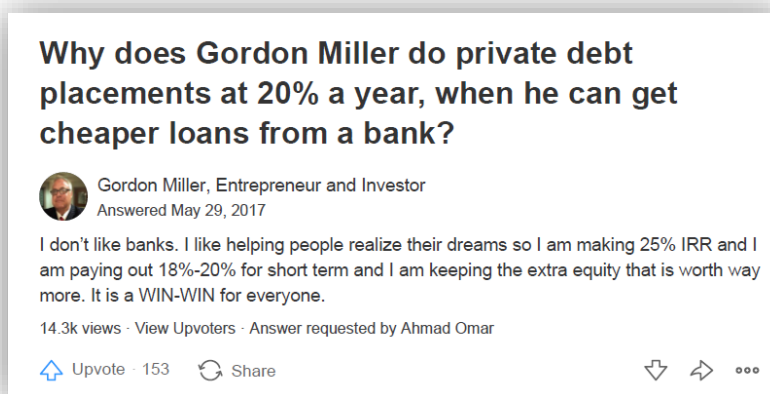 Why does Gordon Miller do private debt
placements at 20% a year, when he can get
cheaper loans from a bank?
Gordon Miller, Entrepreneur and Investor
Answered May 29, 2017
I don’t like banks. I like helping people realize their dreams so I am making 25% IRR and I
am paying out 18%-20% for short term and I am keeping the extra equity that is worth way
more. It is a WIN-WIN for everyone.
14.3k views · View Upvoters · Answer requested by Ahmad Omar
Upvote · 153 Share